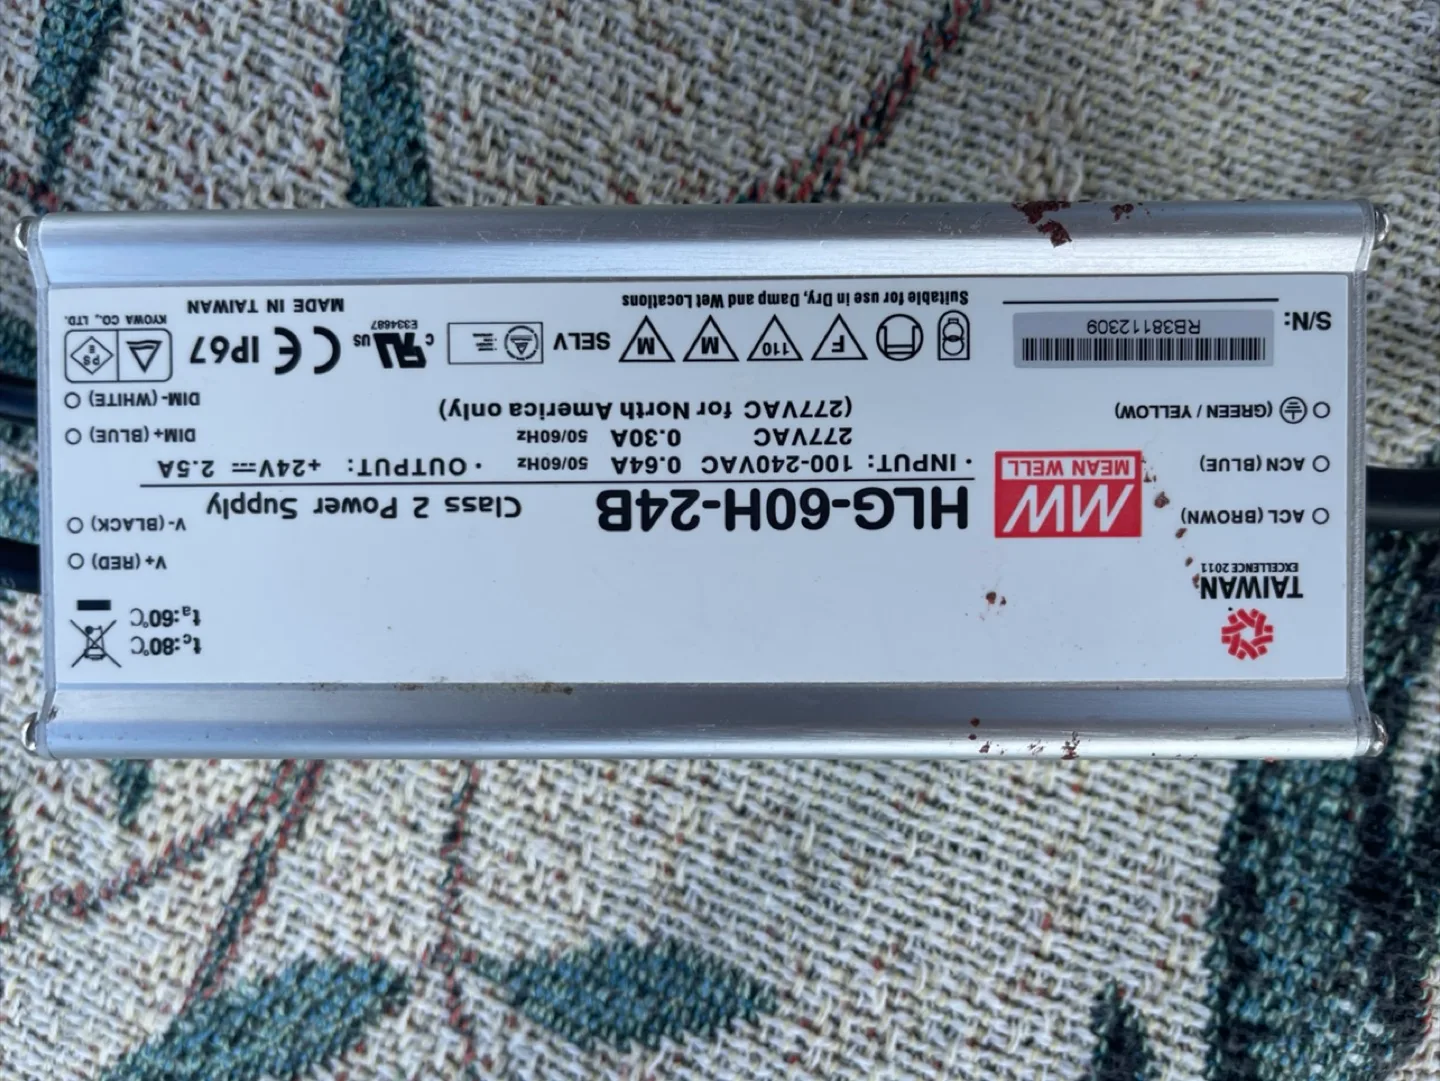 TAIWAN
EXCELLENCE 2011
tc:80°C
ta:60°C
ACL (BROWN)
ACN (BLUE)
(GREEN / YELLOW)
MW
MEAN WELL
HLG-60H-24B
Class 2 Power Supply
· INPUT: 100-240VAC 0.64A 50/60Hz
277VAC 0.30A 50/60Hz
(277VAC for North America only)
· OUTPUT: +24V⎓ 2.5A
V+ (RED)
V- (BLACK)
DIM+ (BLUE)
DIM- (WHITE)
S/N:
RB38112309
F
110
M
M
SELV
c UL us
E334687
CE
IP67
PS
E
Suitable for use in Dry, Damp and Wet Locations
MADE IN TAIWAN
KYOWA CO., LTD.